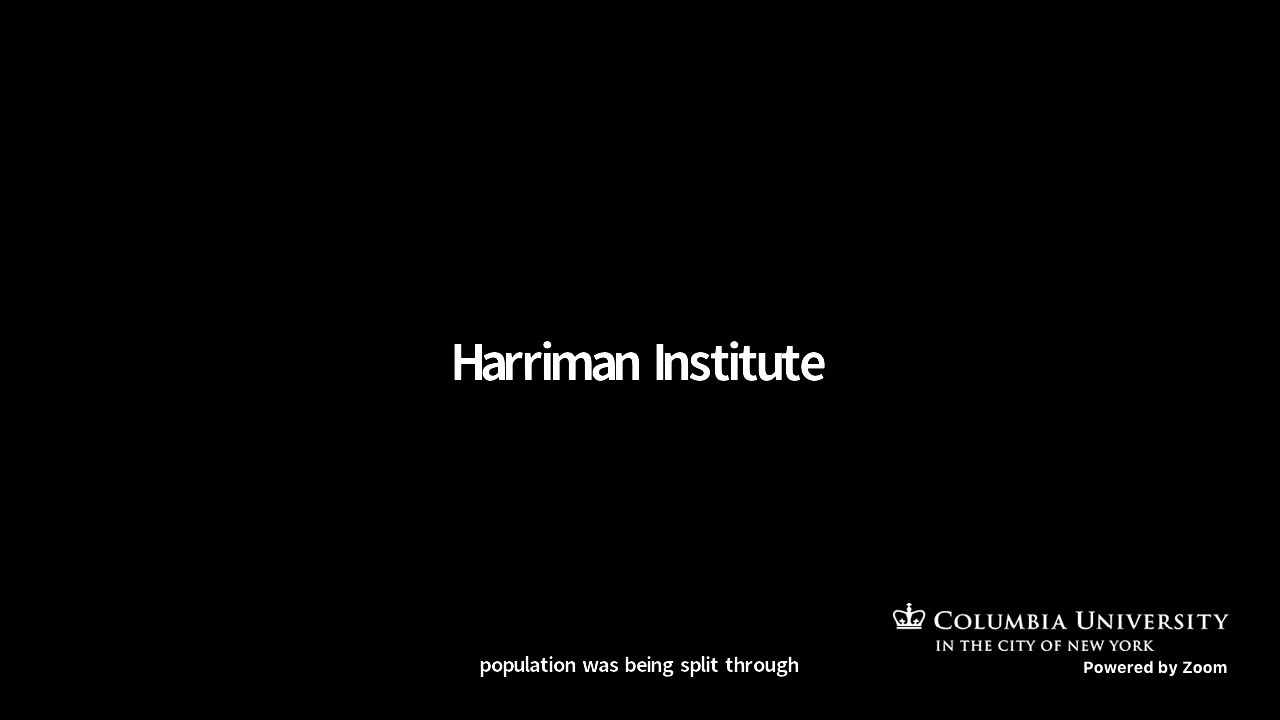 Harriman Institute
COLUMBIA UNIVERSITY
IN THE CITY OF NEW YORK
population was being split through
Powered by Zoom